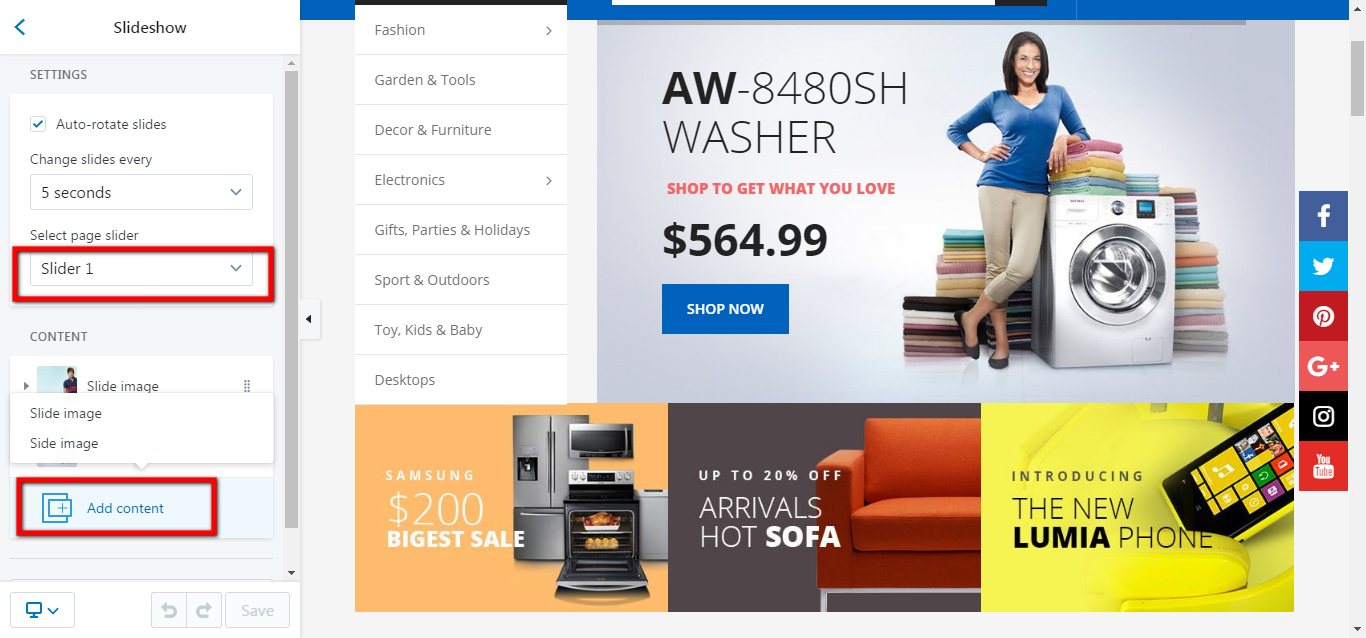 Slideshow
SETTINGS
Auto-rotate slides
Change slides every
5 seconds
Select page slider
Slider 1
CONTENT
Slide image
Slide image
Side image
Add content
Save
Fashion
Garden & Tools
Decor & Furniture
Electronics
Gifts, Parties & Holidays
Sport & Outdoors
Toy, Kids & Baby
Desktops
AW-8480SH
WASHER
SHOP TO GET WHAT YOU LOVE
$564.99
SHOP NOW
SAMSUNG
$200
BIGEST SALE
UP TO 20% OFF
ARRIVALS
HOT SOFA
INTRODUCING
THE NEW
LUMIA PHONE
G+
You
Tube